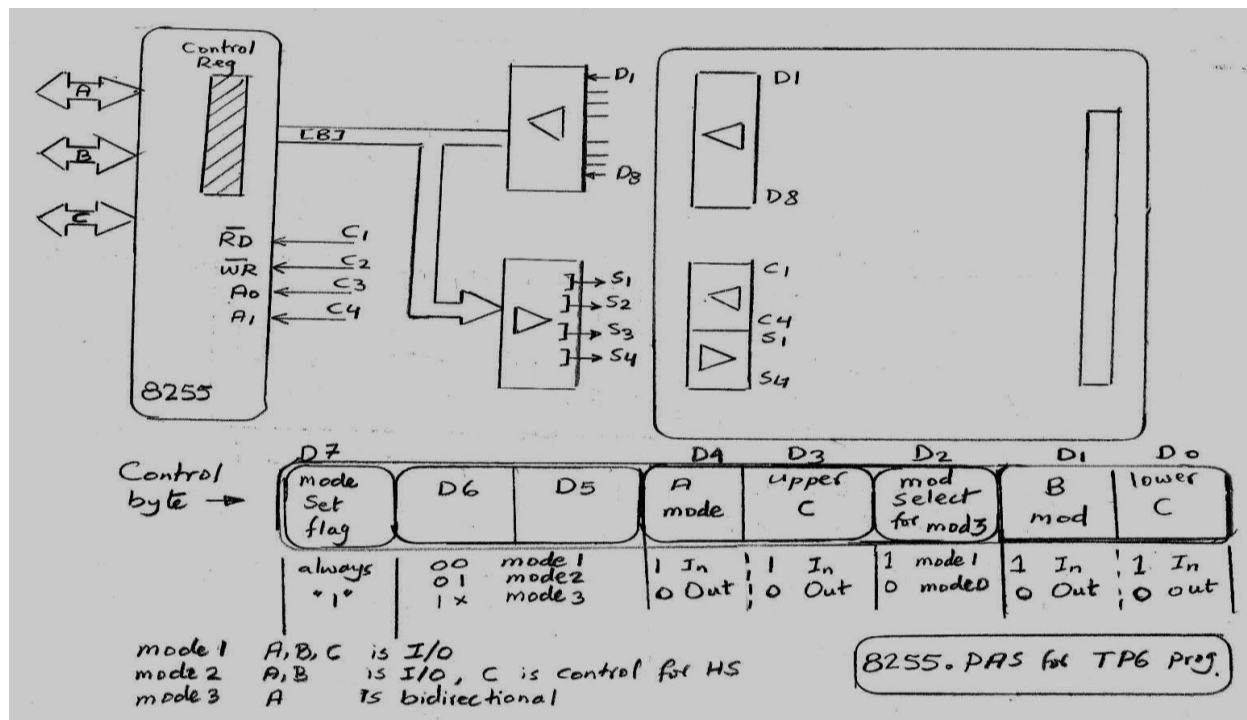 Control
Reg
A
B
C
[8]
D1
D8
RD
WR
A0
A1
C1
C2
C3
C4
8255
S1
S2
S3
S4
D1
D8
C1
C4
S1
S4
Control
byte →
D7 D6 D5 D4 D3 D2 D1 D0
mode
Set
flag
A
mode
upper
C
mod
select
for mod3
B
mod
lower
C
always
"1"
00 mode1
01 mode2
1x mode3
1 In
0 Out
1 In
0 Out
1 mode1
0 mode0
1 In
0 Out
1 In
0 out
mode1 A,B,C is I/O
mode2 A,B is I/O, C is control for HS
mode3 A is bidirectional
8255.PAS for TP6 prog.